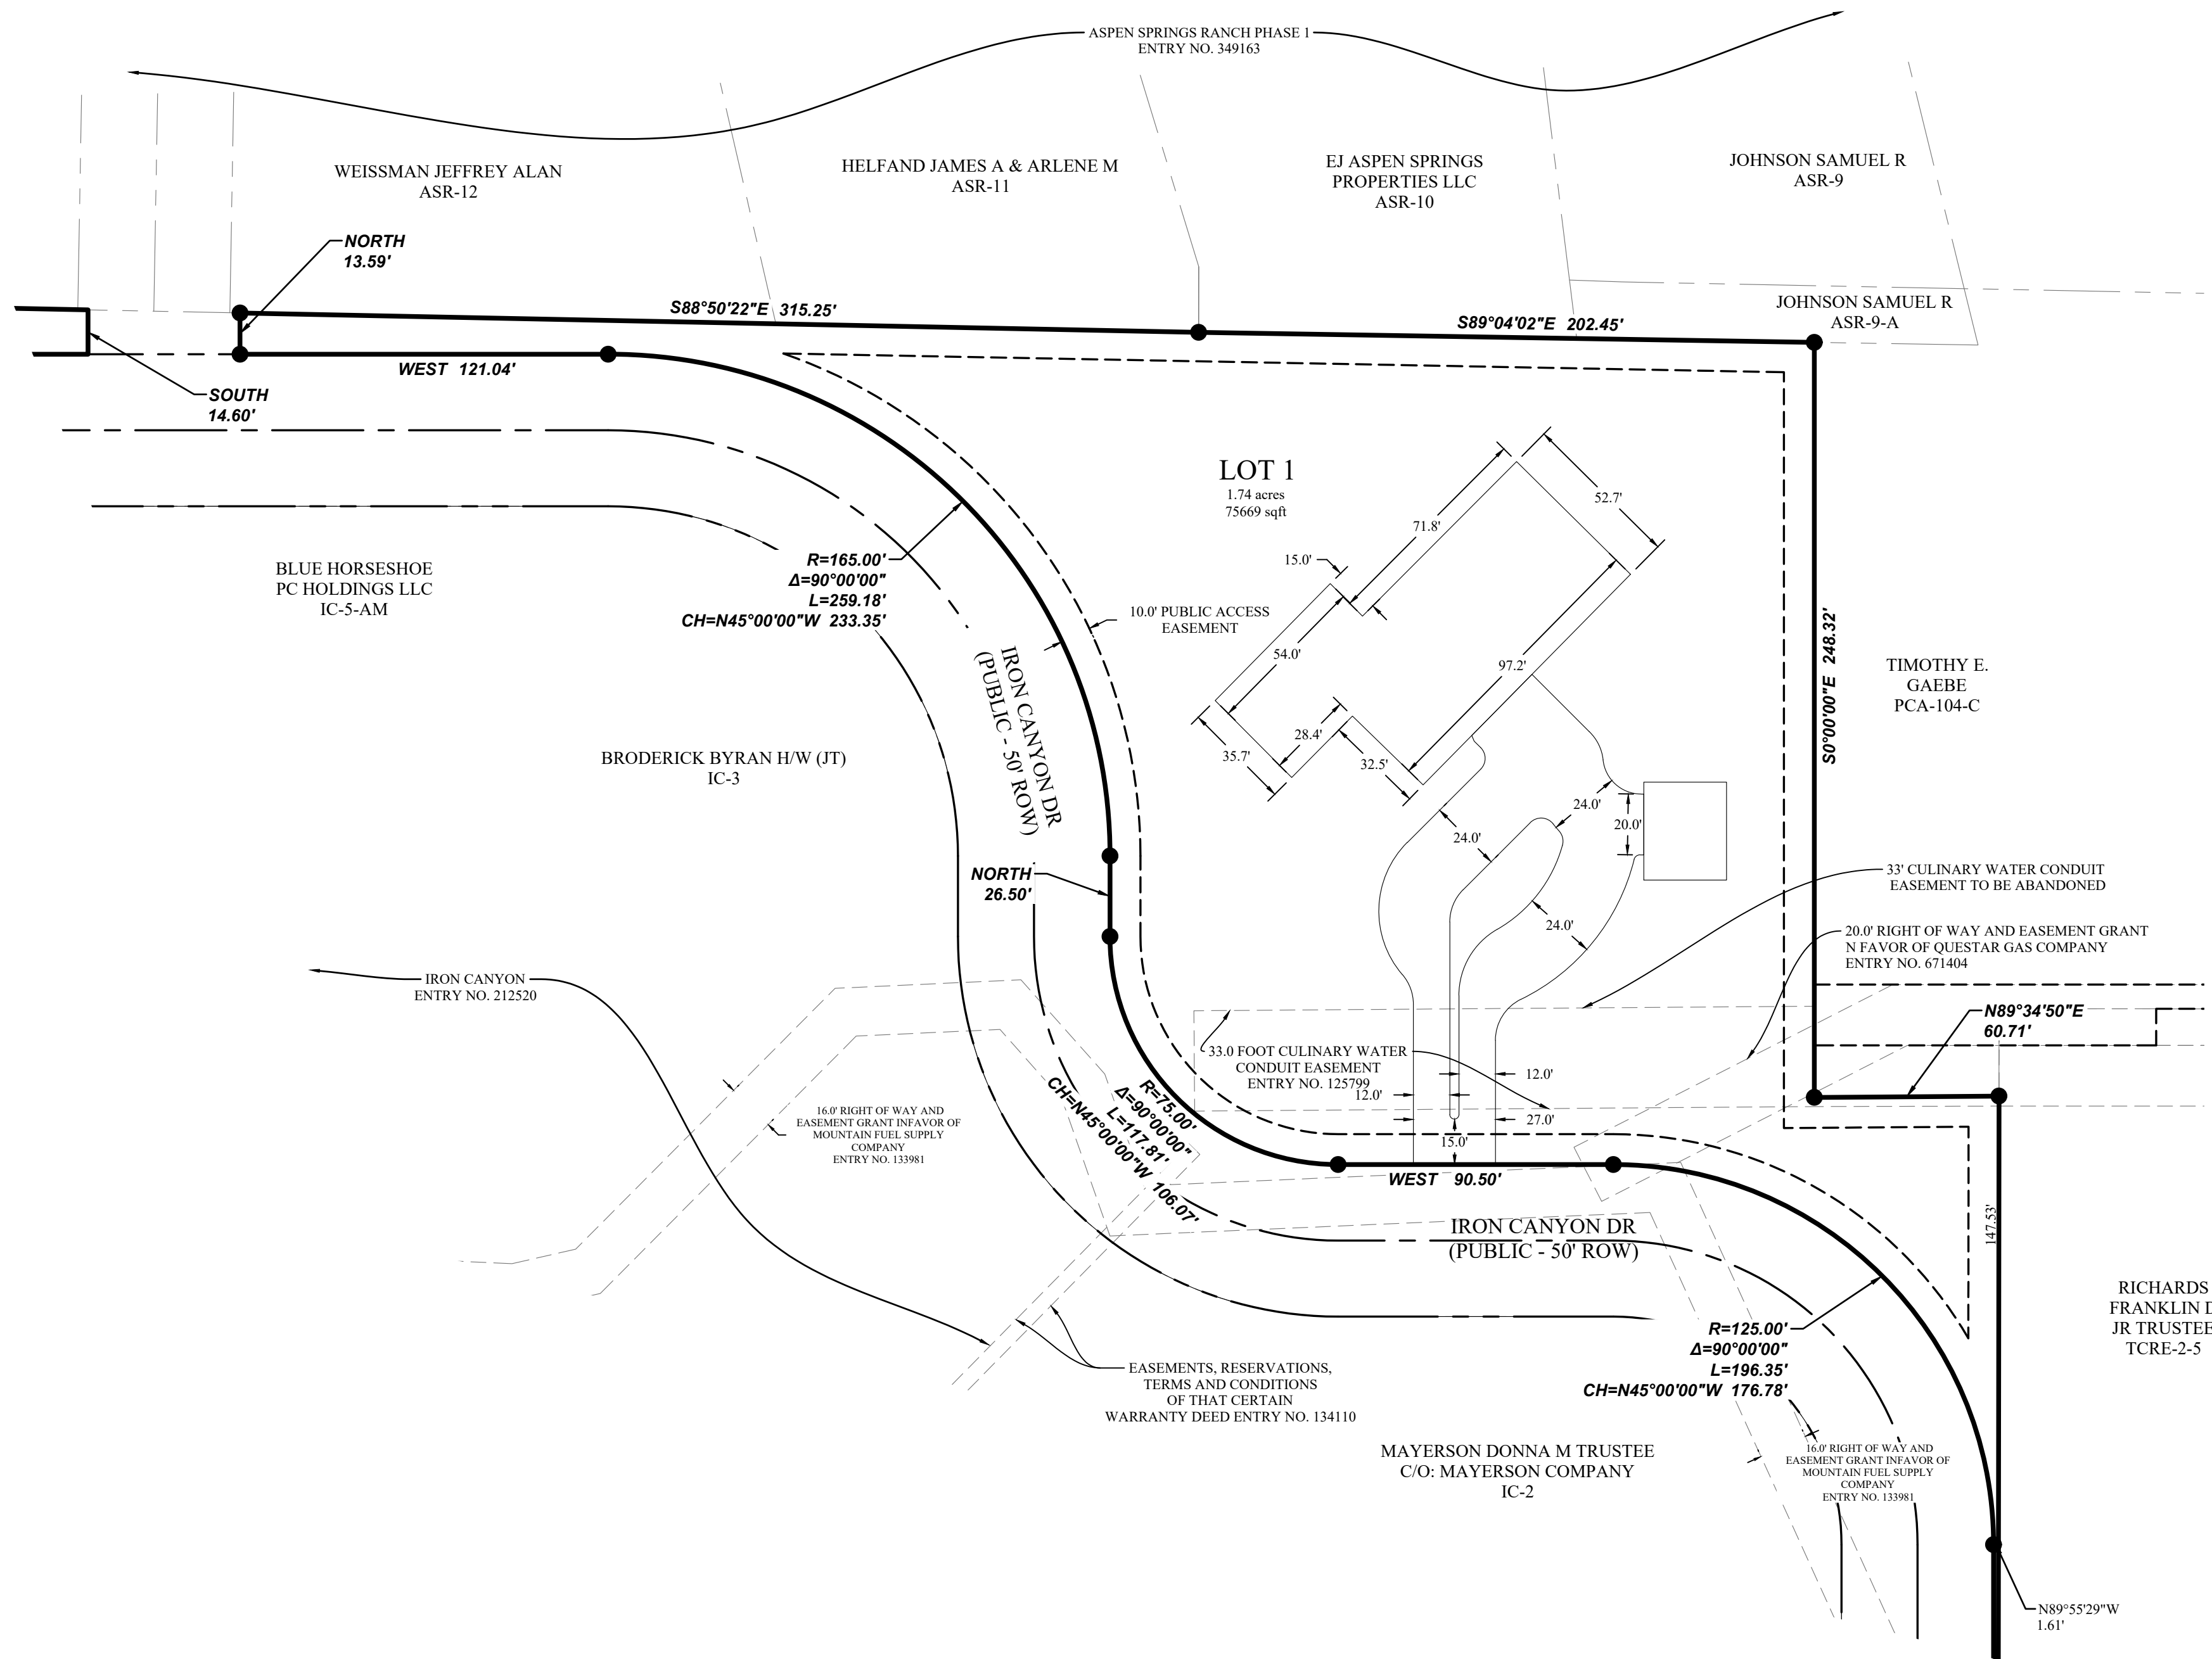 ASPEN SPRINGS RANCH PHASE 1
ENTRY NO. 349163
WEISSMAN JEFFREY ALAN
ASR-12
HELFAND JAMES A & ARLENE M
ASR-11
EJ ASPEN SPRINGS
PROPERTIES LLC
ASR-10
JOHNSON SAMUEL R
ASR-9
NORTH
13.59'
S88°50'22"E 315.25'
S89°04'02"E 202.45'
JOHNSON SAMUEL R
ASR-9-A
WEST 121.04'
SOUTH
14.60'
LOT 1
1.74 acres
75669 sqft
52.7'
71.8'
15.0'
54.0'
97.2'
28.4'
35.7'
32.5'
BLUE HORSESHOE
PC HOLDINGS LLC
IC-5-AM
R=165.00'
Δ=90°00'00"
L=259.18'
CH=N45°00'00"W 233.35'
10.0' PUBLIC ACCESS
EASEMENT
IRON CANYON DR
(PUBLIC - 50' ROW)
S0°00'00"E 248.32'
TIMOTHY E.
GAEBE
PCA-104-C
BRODERICK BYRAN H/W (JT)
IC-3
24.0'
20.0'
24.0'
24.0'
NORTH
26.50'
33' CULINARY WATER CONDUIT
EASEMENT TO BE ABANDONED
20.0' RIGHT OF WAY AND EASEMENT GRANT
N FAVOR OF QUESTAR GAS COMPANY
ENTRY NO. 671404
IRON CANYON
ENTRY NO. 212520
N89°34'50"E
60.71'
33.0 FOOT CULINARY WATER
CONDUIT EASEMENT
ENTRY NO. 125799
12.0'
12.0'
27.0'
15.0'
R=75.00'
Δ=90°00'00"
L=117.81'
CH=N45°00'00"W 106.07'
16.0' RIGHT OF WAY AND
EASEMENT GRANT INFAVOR OF
MOUNTAIN FUEL SUPPLY
COMPANY
ENTRY NO. 133981
WEST 90.50'
IRON CANYON DR
(PUBLIC - 50' ROW)
147.53'
RICHARDS
FRANKLIN D
JR TRUSTEE
TCRE-2-5
R=125.00'
Δ=90°00'00"
L=196.35'
CH=N45°00'00"W 176.78'
EASEMENTS, RESERVATIONS,
TERMS AND CONDITIONS
OF THAT CERTAIN
WARRANTY DEED ENTRY NO. 134110
MAYERSON DONNA M TRUSTEE
C/O: MAYERSON COMPANY
IC-2
16.0' RIGHT OF WAY AND
EASEMENT GRANT INFAVOR OF
MOUNTAIN FUEL SUPPLY
COMPANY
ENTRY NO. 133981
N89°55'29"W
1.61'